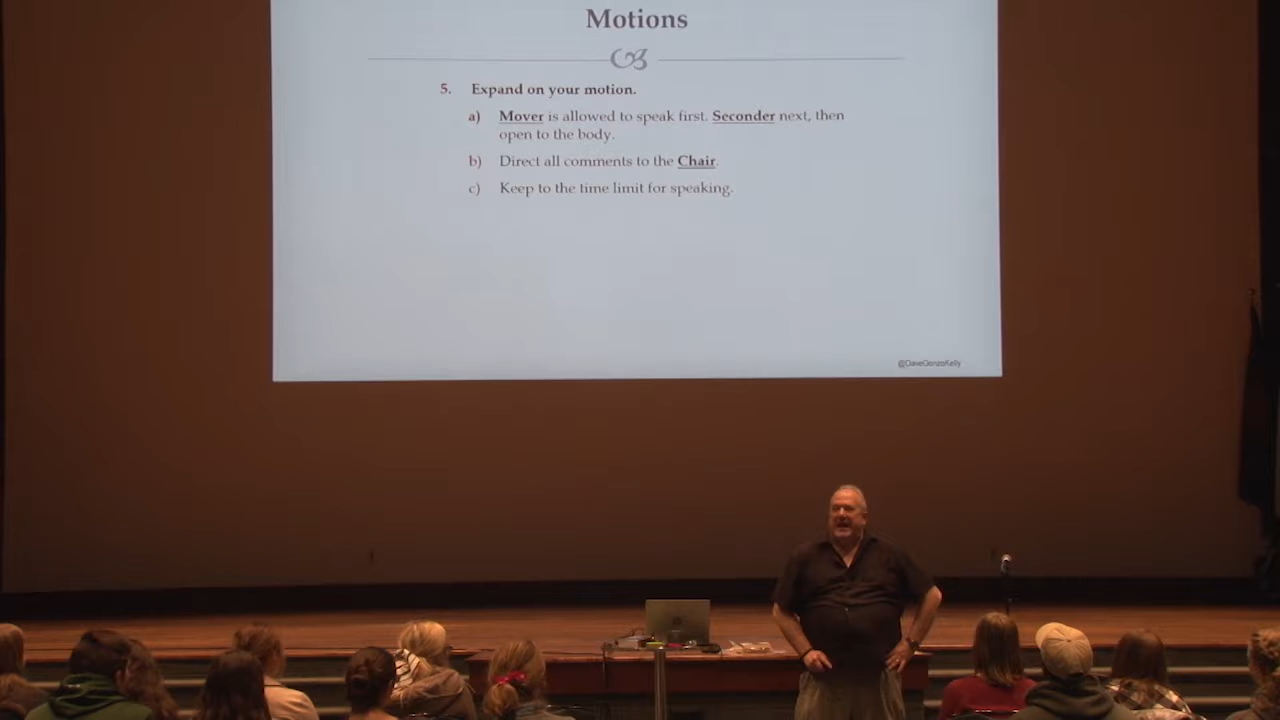 Motions
5. Expand on your motion.
a) Mover is allowed to speak first. Seconder next, then
open to the body.
b) Direct all comments to the Chair.
c) Keep to the time limit for speaking.
@DaveGonzoKelly